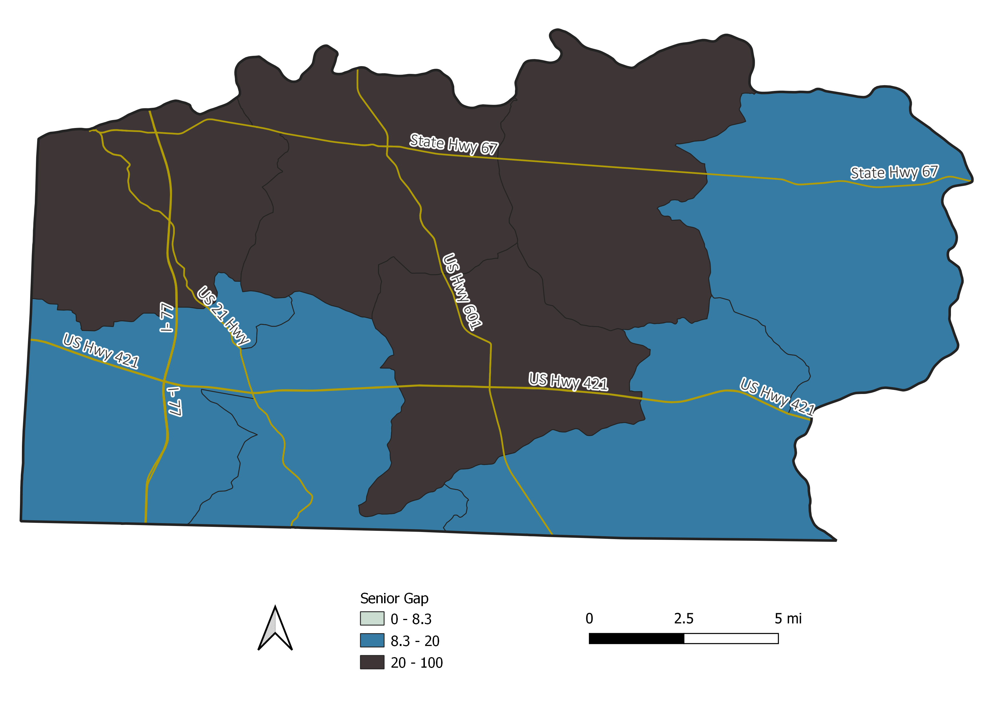 State Hwy 67
State Hwy 67
US Hwy 601
US 21 Hwy
I- 77
US Hwy 421
US Hwy 421
US Hwy 421
I- 77
Senior Gap
0 - 8.3
8.3 - 20
20 - 100
0 2.5 5 mi